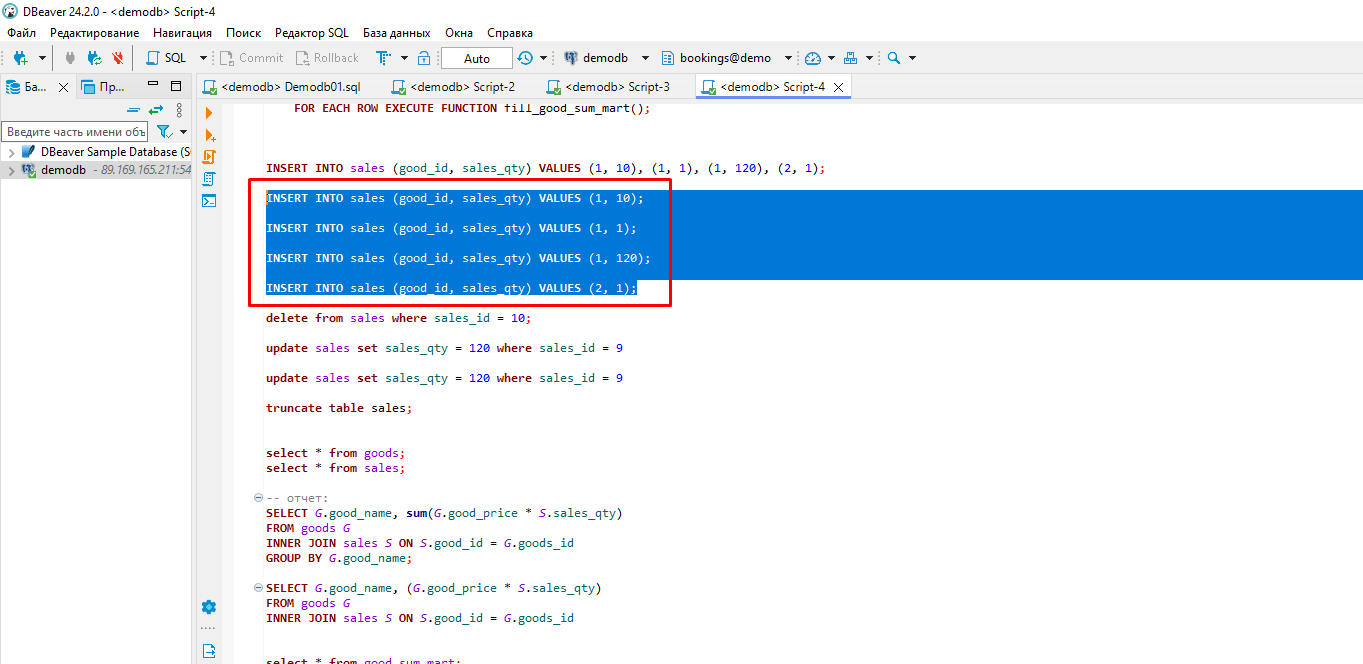 DBeaver 24.2.0 - <demodb> Script-4
Файл Редактирование Навигация Поиск Редактор SQL База данных Окна Справка
SQL Commit Rollback Auto demodb bookings@demo
Ба... Пр... <demodb> Demodb01.sql <demodb> Script-2 <demodb> Script-3 <demodb> Script-4
Введите часть имени объ
DBeaver Sample Database (S
demodb - 89.169.165.211:54
FOR EACH ROW EXECUTE FUNCTION fill_good_sum_mart();
INSERT INTO sales (good_id, sales_qty) VALUES (1, 10), (1, 1), (1, 120), (2, 1);
INSERT INTO sales (good_id, sales_qty) VALUES (1, 10);
INSERT INTO sales (good_id, sales_qty) VALUES (1, 1);
INSERT INTO sales (good_id, sales_qty) VALUES (1, 120);
INSERT INTO sales (good_id, sales_qty) VALUES (2, 1);
delete from sales where sales_id = 10;
update sales set sales_qty = 120 where sales_id = 9
update sales set sales_qty = 120 where sales_id = 9
truncate table sales;
select * from goods;
select * from sales;
-- отчет:
SELECT G.good_name, sum(G.good_price * S.sales_qty)
FROM goods G
INNER JOIN sales S ON S.good_id = G.goods_id
GROUP BY G.good_name;
SELECT G.good_name, (G.good_price * S.sales_qty)
FROM goods G
INNER JOIN sales S ON S.good_id = G.goods_id
select * from good_sum_mart;